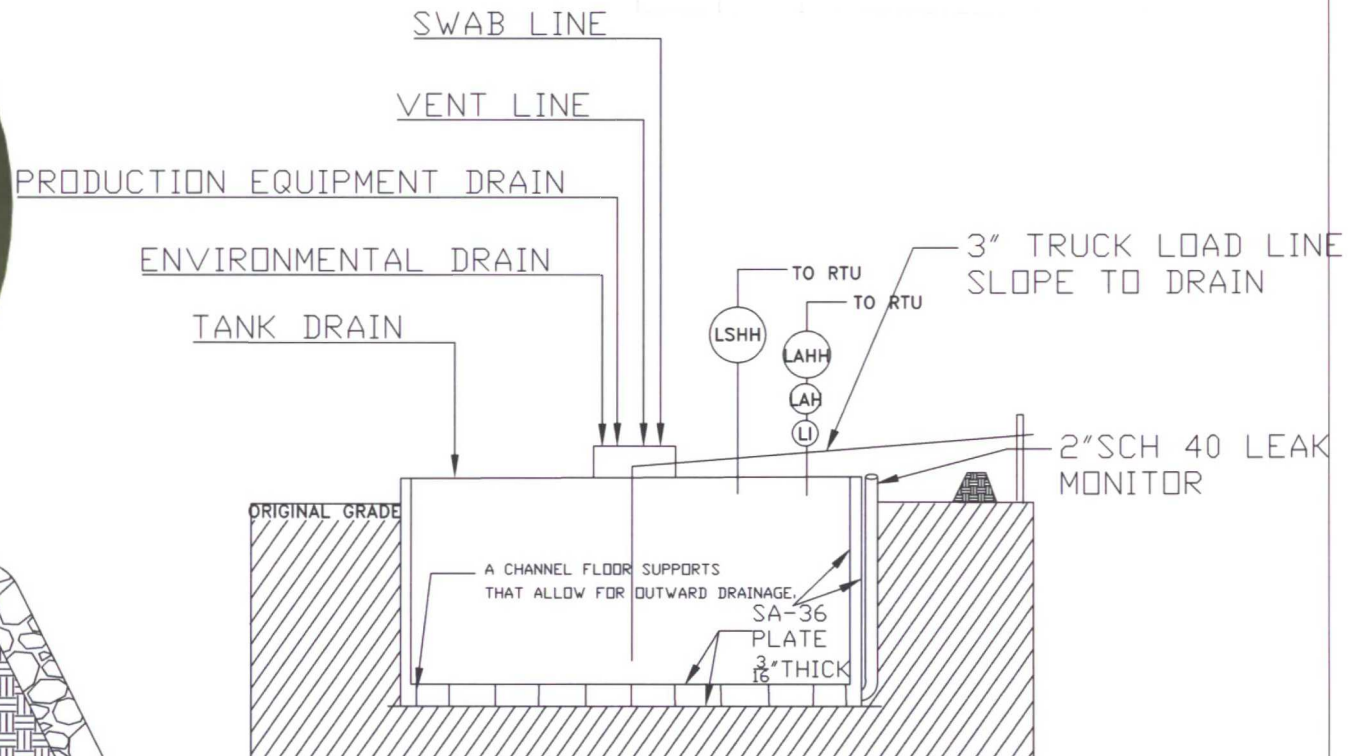 SWAB LINE
VENT LINE
PRODUCTION EQUIPMENT DRAIN
ENVIRONMENTAL DRAIN
TANK DRAIN
TO RTU
TO RTU
LSHH
LAHH
LAH
LI
3" TRUCK LOAD LINE
SLOPE TO DRAIN
2"SCH 40 LEAK
MONITOR
ORIGINAL GRADE
A CHANNEL FLOOR SUPPORTS
THAT ALLOW FOR OUTWARD DRAINAGE.
SA-36
PLATE
3/16"THICK